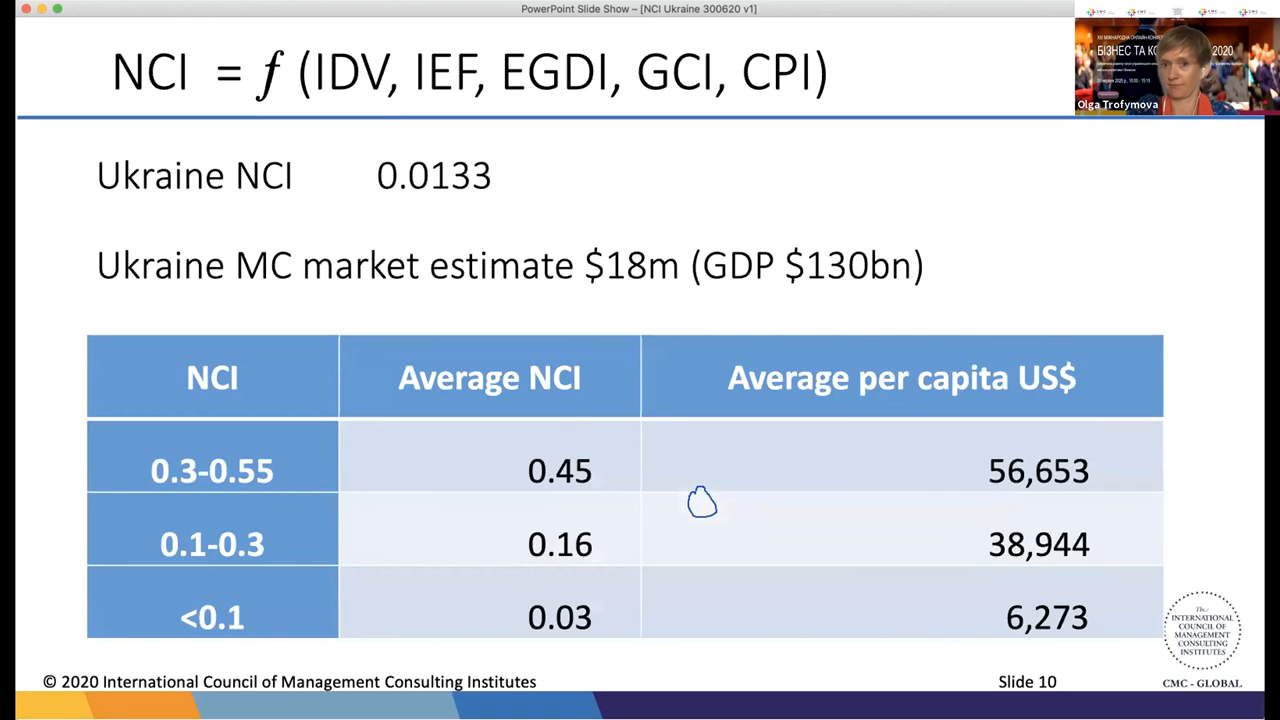 PowerPoint Slide Show – [NCI Ukraine 300620 v1]
NCI = f (IDV, IEF, EGDI, GCI, CPI)
Olga Trofymova
Ukraine NCI 0.0133
Ukraine MC market estimate $18m (GDP $130bn)
NCI Average NCI Average per capita US$
0.3-0.55 0.45 56,653
0.1-0.3 0.16 38,944
<0.1 0.03 6,273
The
INTERNATIONAL
COUNCIL OF
MANAGEMENT
CONSULTING
INSTITUTES
CMC - GLOBAL
© 2020 International Council of Management Consulting Institutes
Slide 10